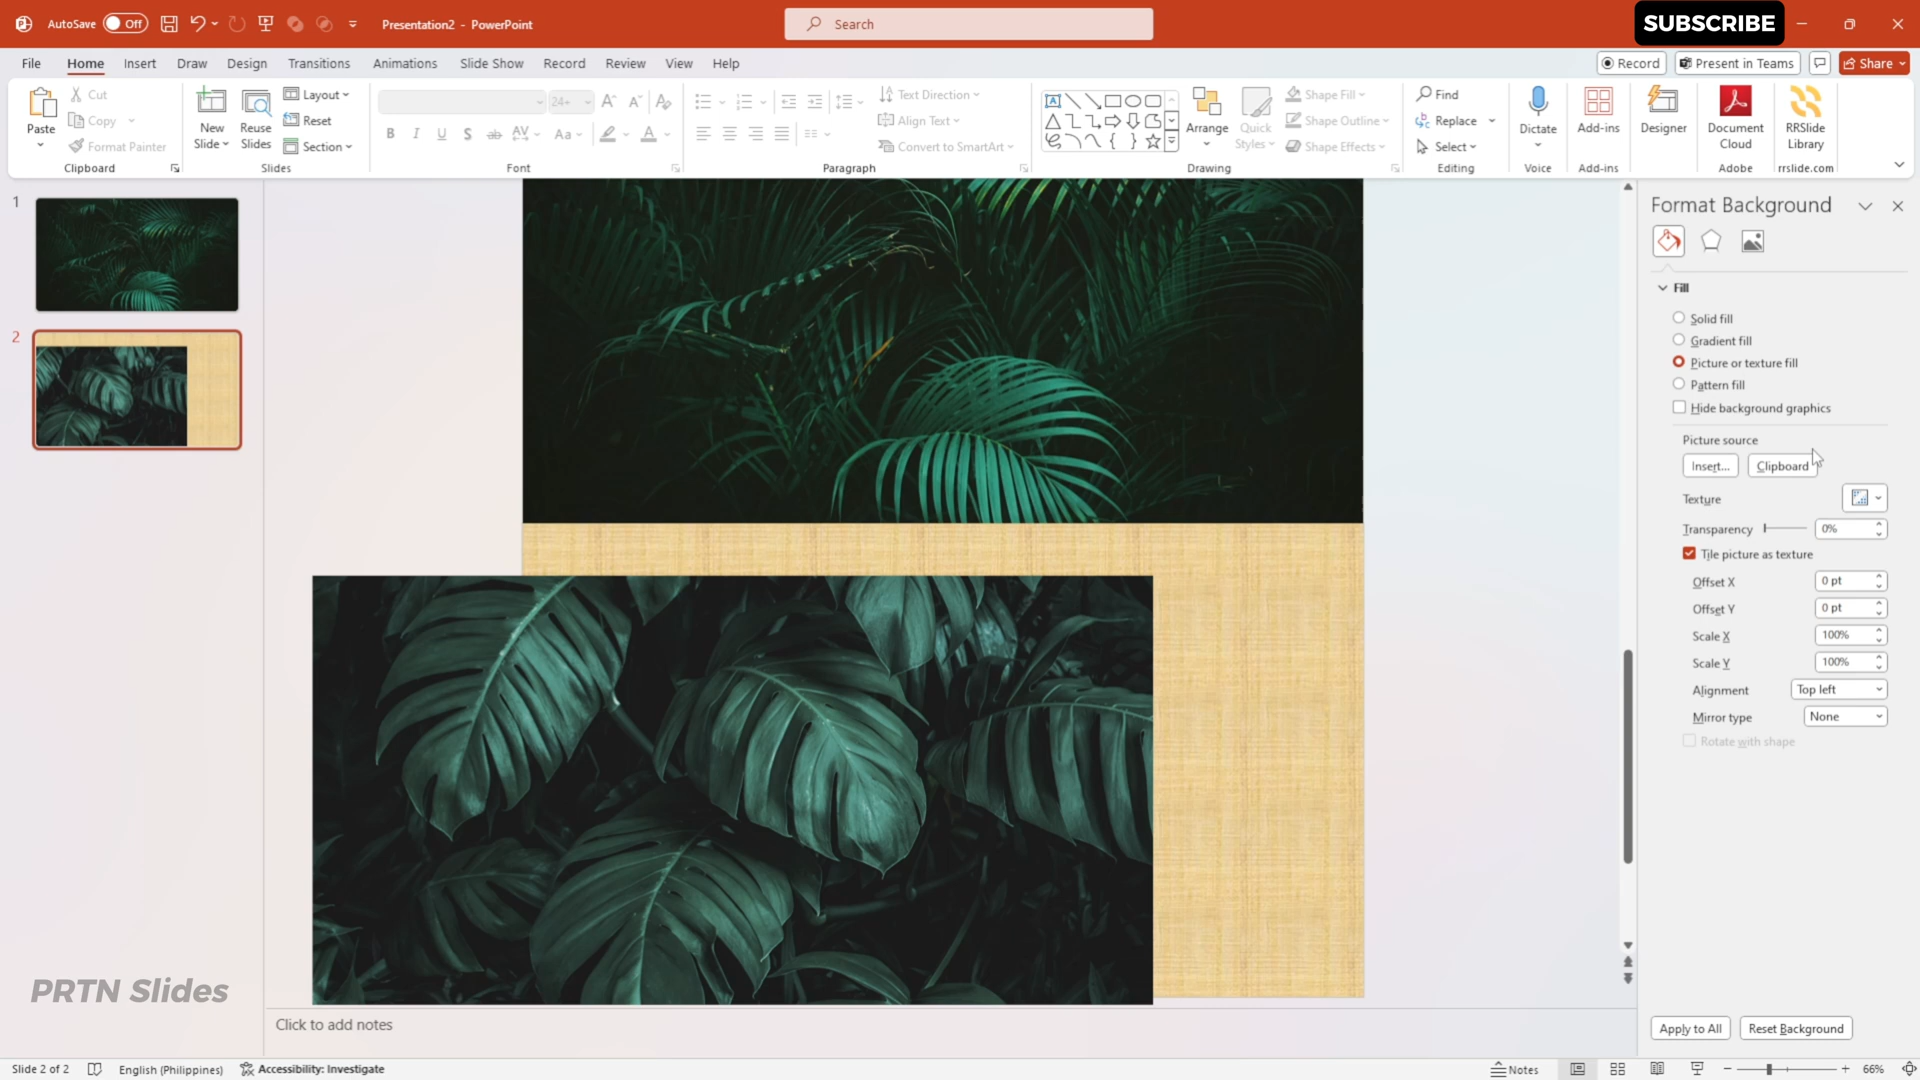 AutoSave Off Presentation2 - PowerPoint Search SUBSCRIBE
File Home Insert Draw Design Transitions Animations Slide Show Record Review View Help Record Present in Teams Share
Paste Cut Copy Format Painter Clipboard
New Slide Reuse Slides Layout Reset Section Slides
24+ B I U S ab AV Aa A Font
Text Direction Align Text Convert to SmartArt Paragraph
Arrange Quick Styles Shape Fill Shape Outline Shape Effects Drawing
Find Replace Select Editing
Dictate Voice
Add-ins Add-ins
Designer
Document Cloud Adobe
RRSlide Library rrslide.com
1
2
Format Background
Fill
Solid fill
Gradient fill
Picture or texture fill
Pattern fill
Hide background graphics
Picture source
Insert... Clipboard
Texture
Transparency 0%
Tile picture as texture
Offset X 0 pt
Offset Y 0 pt
Scale X 100%
Scale Y 100%
Alignment Top left
Mirror type None
Rotate with shape
PRTN Slides
Click to add notes
Apply to All Reset Background
Slide 2 of 2 English (Philippines) Accessibility: Investigate Notes 66%